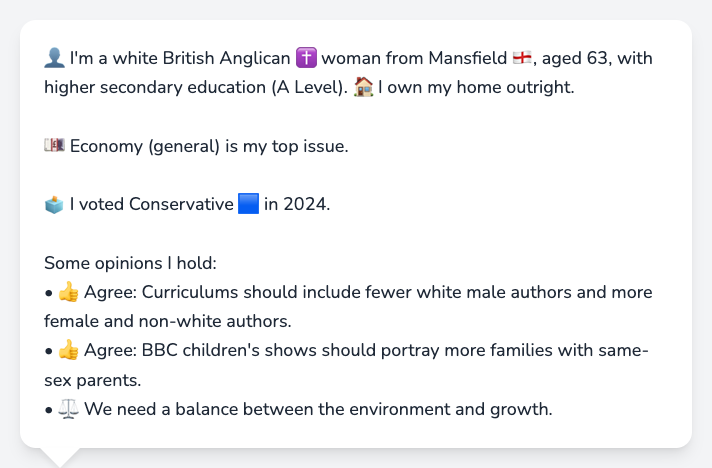 👤 I'm a white British Anglican ✝️ woman from Mansfield 🏴󠁧󠁢󠁥󠁮󠁧󠁿, aged 63, with
higher secondary education (A Level). 🏠 I own my home outright.
💷 Economy (general) is my top issue.
🗳️ I voted Conservative 🟦 in 2024.
Some opinions I hold:
• 👍 Agree: Curriculums should include fewer white male authors and more
female and non-white authors.
• 👍 Agree: BBC children's shows should portray more families with same-
sex parents.
• ⚖️ We need a balance between the environment and growth.